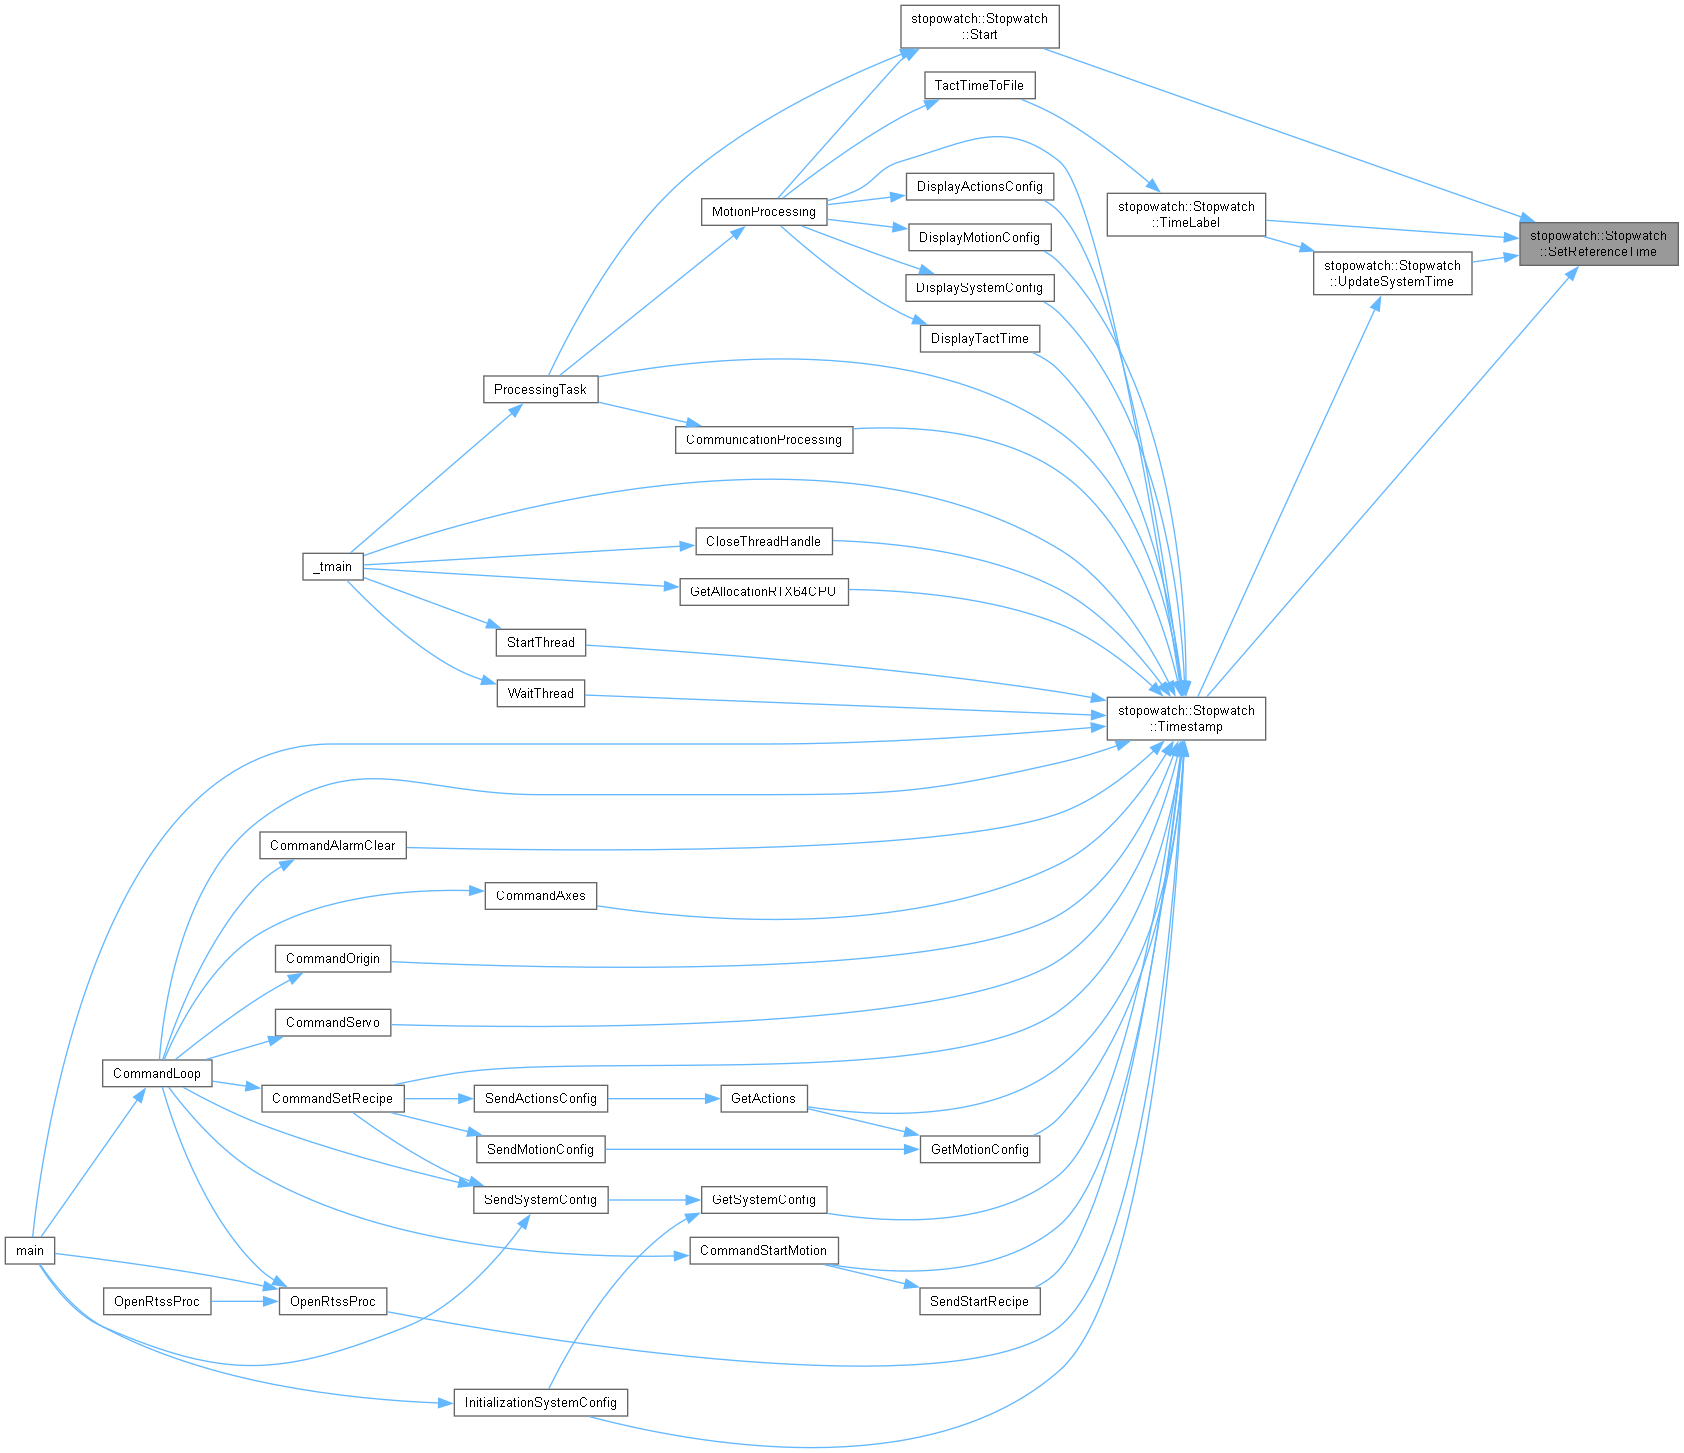 stopowatch::Stopwatch
::Start
TactTimeToFile
DisplayActionsConfig
stopowatch::Stopwatch
::TimeLabel
MotionProcessing
DisplayMotionConfig
stopowatch::Stopwatch
::SetReferenceTime
stopowatch::Stopwatch
::UpdateSystemTime
DisplaySystemConfig
DisplayTactTime
ProcessingTask
CommunicationProcessing
CloseThreadHandle
_tmain
GetAllocationRTX64CPU
StartThread
WaitThread
stopowatch::Stopwatch
::Timestamp
CommandAlarmClear
CommandAxes
CommandOrigin
CommandServo
CommandLoop
CommandSetRecipe
SendActionsConfig
GetActions
SendMotionConfig
GetMotionConfig
SendSystemConfig
GetSystemConfig
main
CommandStartMotion
OpenRtssProc
OpenRtssProc
SendStartRecipe
InitializationSystemConfig